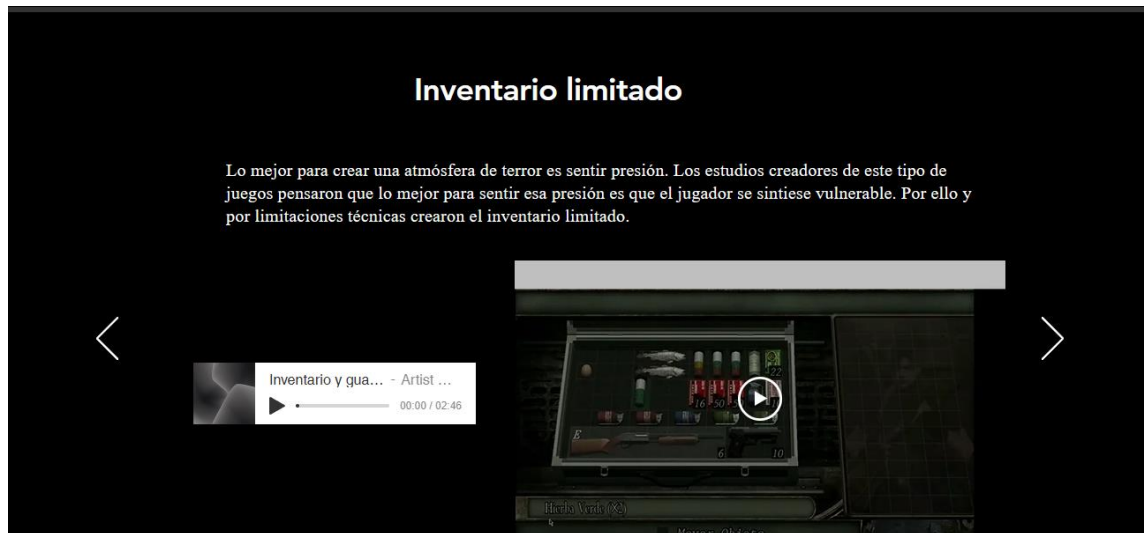 Inventario limitado
Lo mejor para crear una atmósfera de terror es sentir presión. Los estudios creadores de este tipo de
juegos pensaron que lo mejor para sentir esa presión es que el jugador se sintiese vulnerable. Por ello y
por limitaciones técnicas crearon el inventario limitado.
Inventario y gua... - Artist ...
00:00 / 02:46
22
16 50
E
6 10
Hierba Verde (X2)